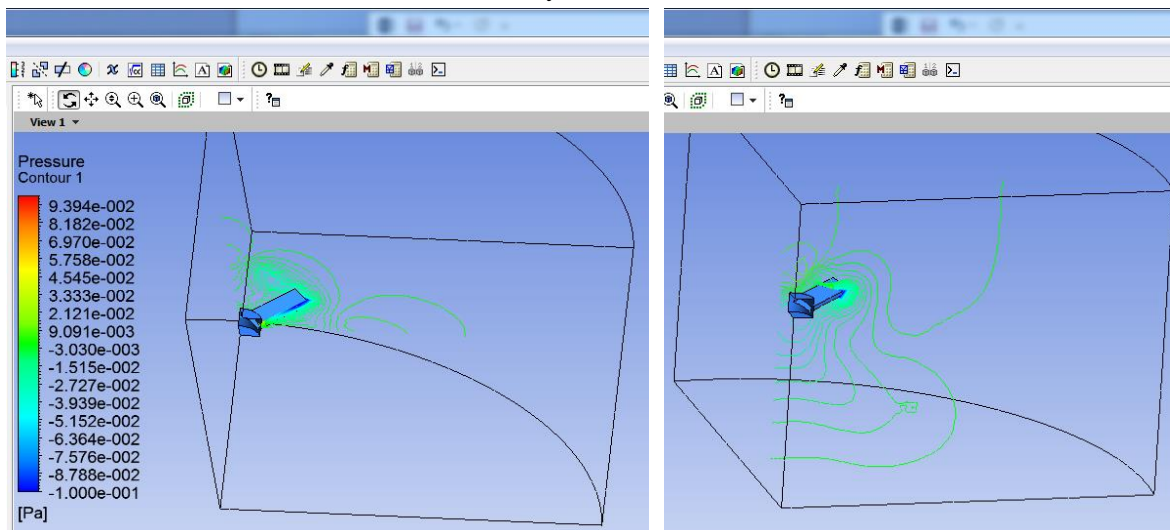 View 1
Pressure
Contour 1
9.394e-002
8.182e-002
6.970e-002
5.758e-002
4.545e-002
3.333e-002
2.121e-002
9.091e-003
-3.030e-003
-1.515e-002
-2.727e-002
-3.939e-002
-5.152e-002
-6.364e-002
-7.576e-002
-8.788e-002
-1.000e-001
[Pa]